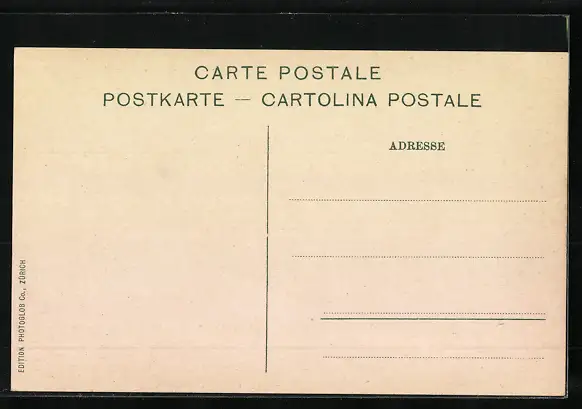 CARTE POSTALE
POSTKARTE — CARTOLINA POSTALE
ADRESSE
EDITION PHOTOGLOB Co., ZÜRICH